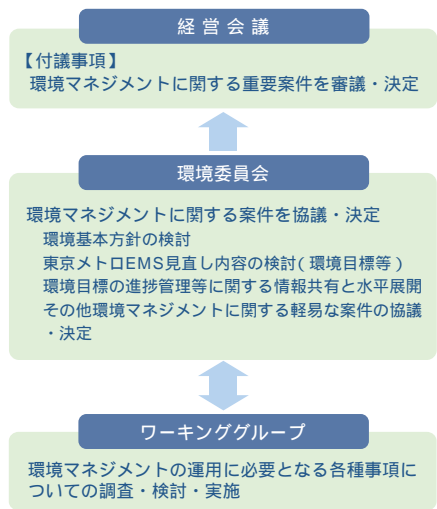 経営会議
【付議事項】
環境マネジメントに関する重要案件を審議・決定
環境委員会
環境マネジメントに関する案件を協議・決定
環境基本方針の検討
東京メトロEMS見直し内容の検討(環境目標等)
環境目標の進捗管理等に関する情報共有と水平展開
その他環境マネジメントに関する軽易な案件の協議
・決定
ワーキンググループ
環境マネジメントの運用に必要となる各種事項に
ついての調査・検討・実施